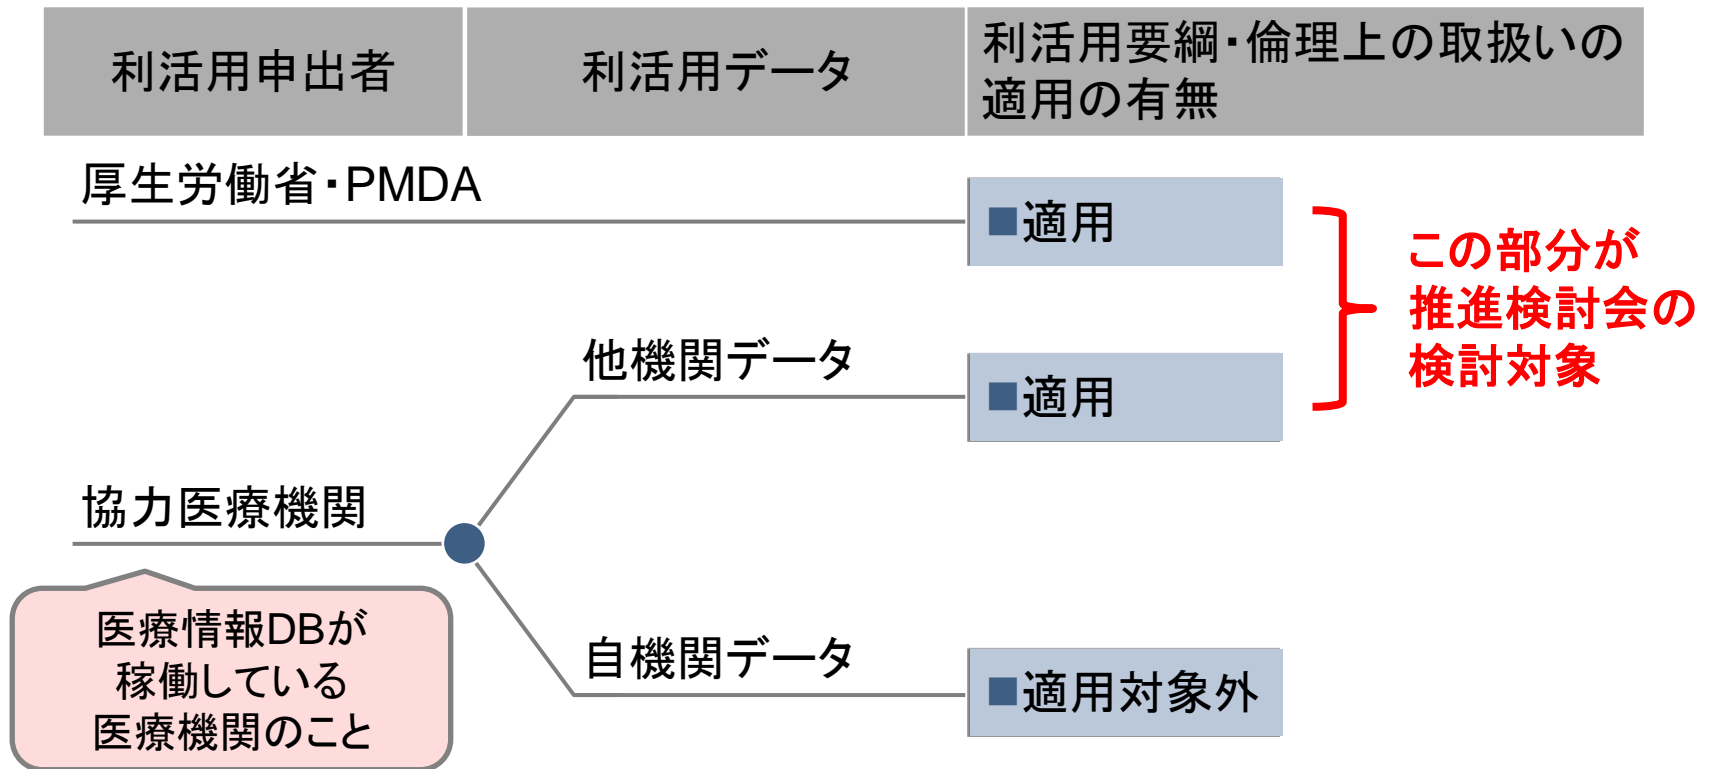 利活用申出者
利活用データ
利活用要綱・倫理上の取扱いの
適用の有無
厚生労働省・PMDA
■適用
この部分が
推進検討会の
検討対象
他機関データ
■適用
協力医療機関
医療情報DBが
稼働している
医療機関のこと
自機関データ
■適用対象外